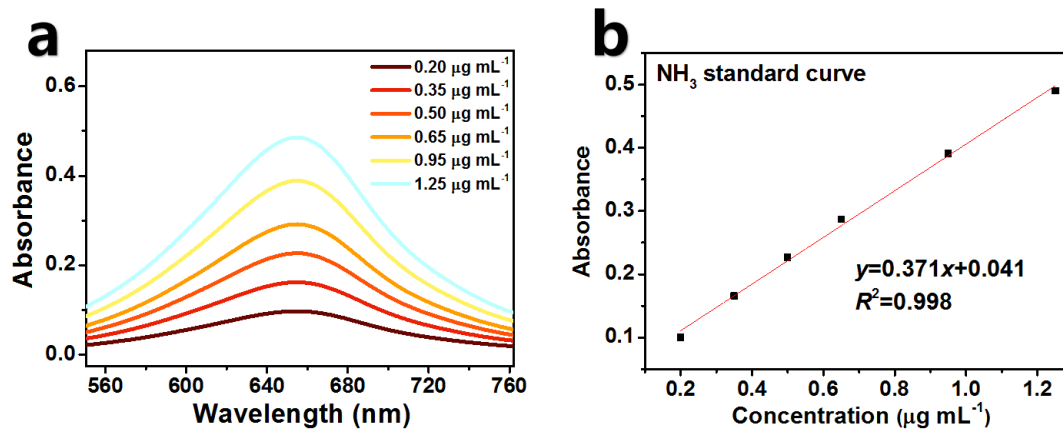 a
0.6
0.4
0.2
0.0
Absorbance
0.20 μg mL⁻¹
0.35 μg mL⁻¹
0.50 μg mL⁻¹
0.65 μg mL⁻¹
0.95 μg mL⁻¹
1.25 μg mL⁻¹
560 600 640 680 720 760
Wavelength (nm)
b
NH₃ standard curve
0.5
0.4
0.3
0.2
0.1
Absorbance
y=0.371x+0.041
R²=0.998
0.2 0.4 0.6 0.8 1.0 1.2
Concentration (μg mL⁻¹)